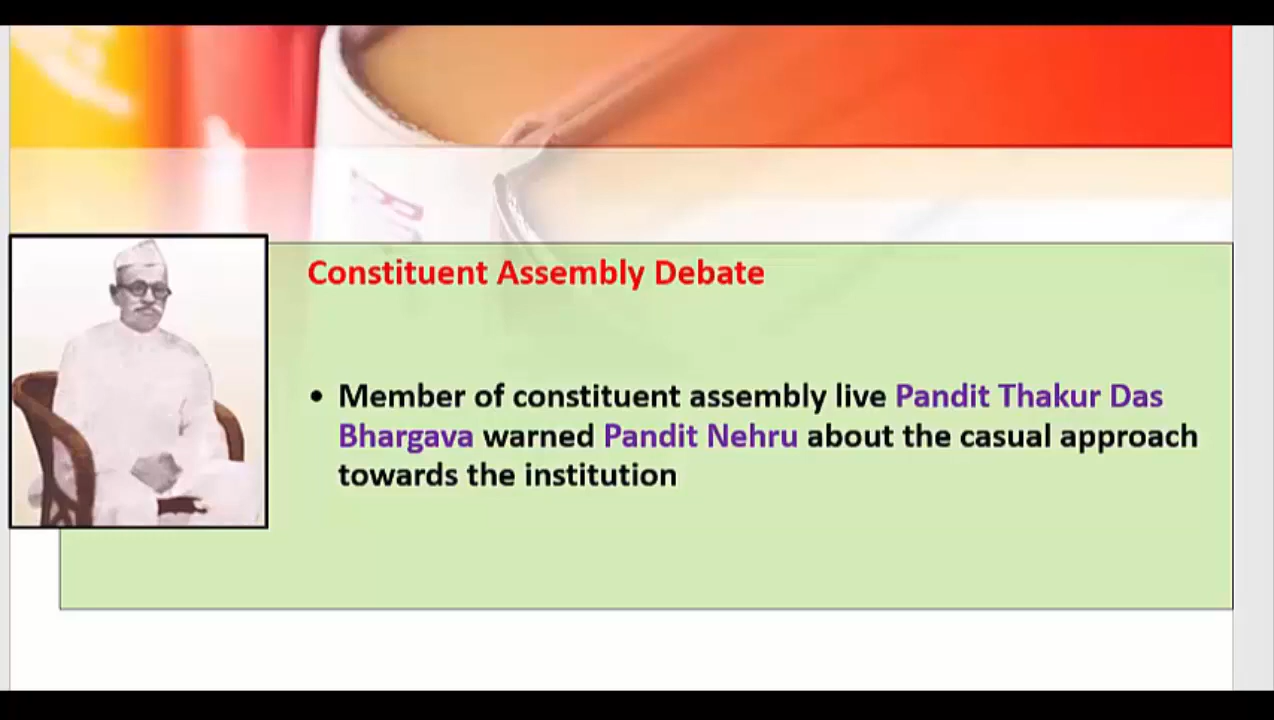 Constituent Assembly Debate
• Member of constituent assembly live Pandit Thakur Das
Bhargava warned Pandit Nehru about the casual approach
towards the institution